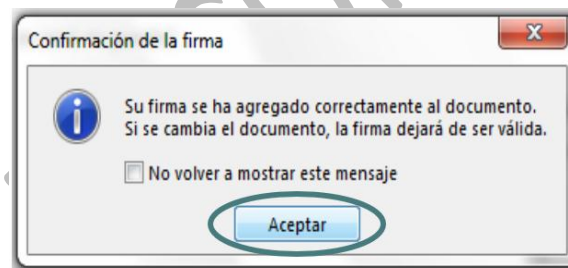 Confirmación de la firma
Su firma se ha agregado correctamente al documento.
Si se cambia el documento, la firma dejará de ser válida.
No volver a mostrar este mensaje
Aceptar